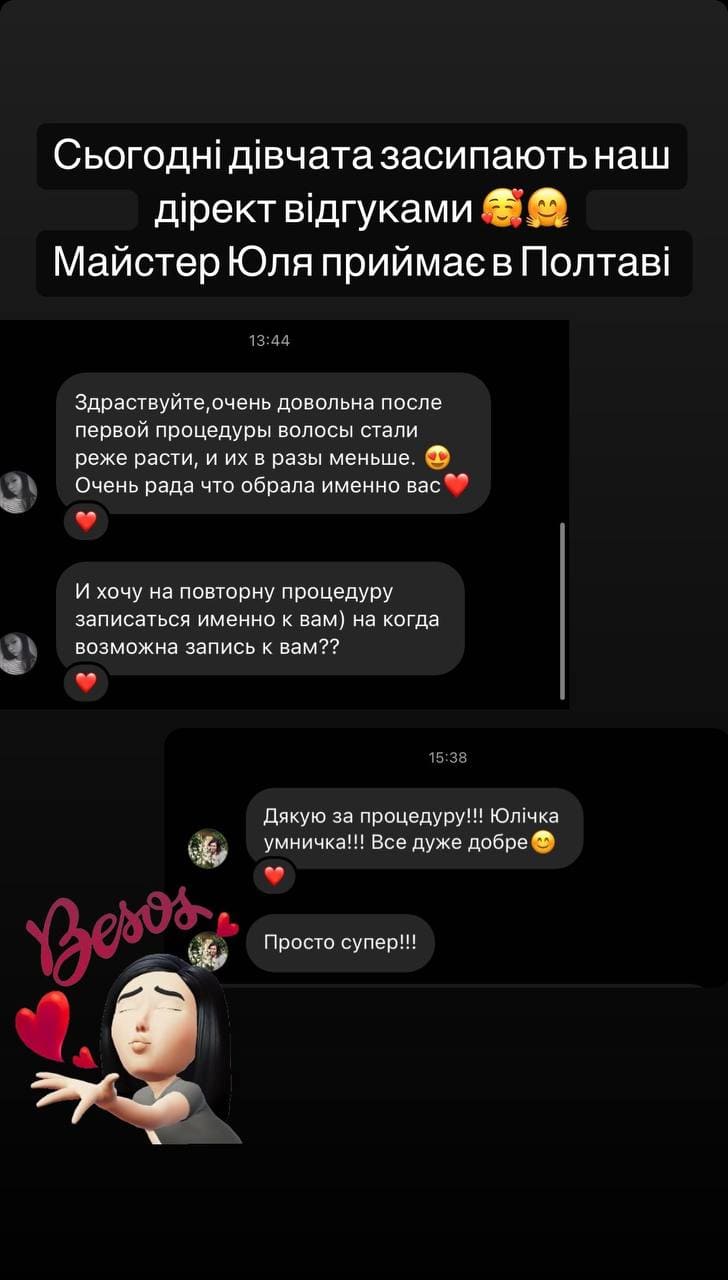 Сьогодні дівчата засипають наш
дірект відгуками 🥰🤗
Майстер Юля приймає в Полтаві
13:44
Здраствуйте,очень довольна после
первой процедуры волосы стали
реже расти, и их в разы меньше. 😍
Очень рада что обрала именно вас❤️
❤️
И хочу на повторну процедуру
записаться именно к вам) на когда
возможна запись к вам??
❤️
15:38
Дякую за процедуру!!! Юлічка
умничка!!! Все дуже добре😊
❤️
Просто супер!!!
Besos